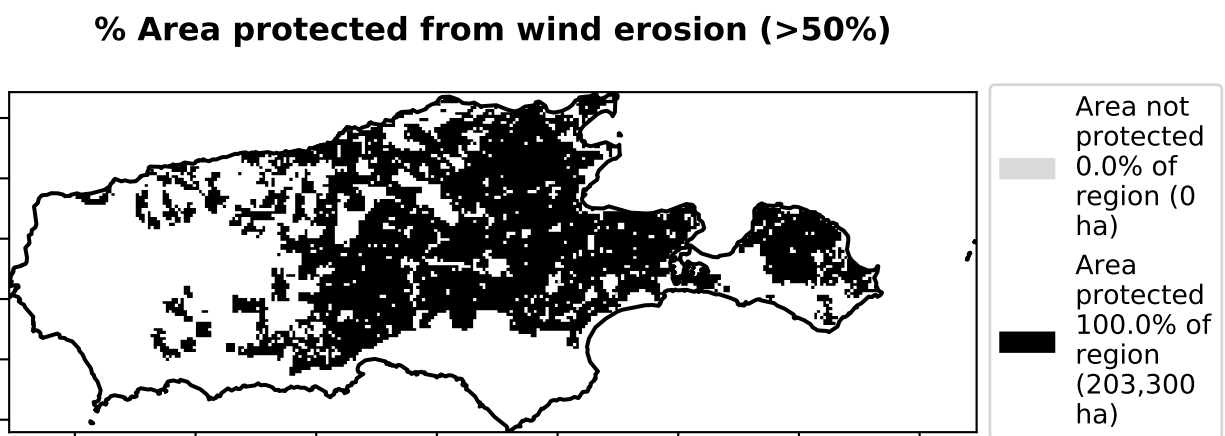 % Area protected from wind erosion (>50%)
Area not
protected
0.0% of
region (0
ha)
Area
protected
100.0% of
region
(203,300
ha)